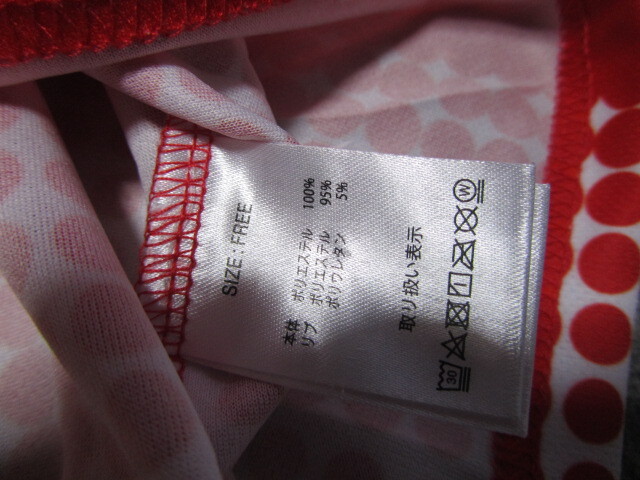 SIZE : FREE
本体 ポリエステル 100%
リブ ポリエステル 95%
ポリウレタン 5%
取り扱い表示
30 W